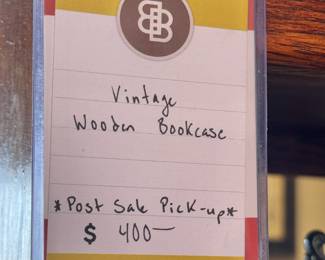 Vintage
Wooden Bookcase
*Post Sale Pick-up*
$ 400—